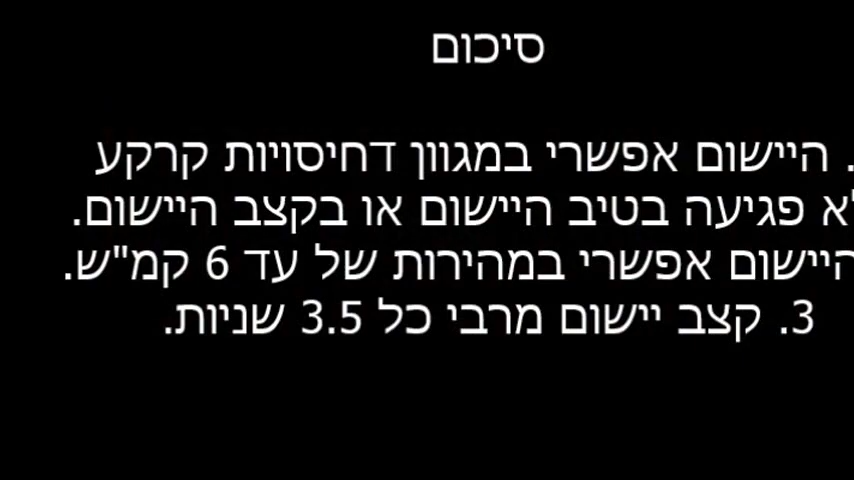 סיכום
. היישום אפשרי במגוון דחיסויות קרקע
פגיעה בטיב היישום או בקצב היישום.
היישום אפשרי במהירות של עד 6 קמ"ש.
3. קצב יישום מרבי כל 3.5 שניות.